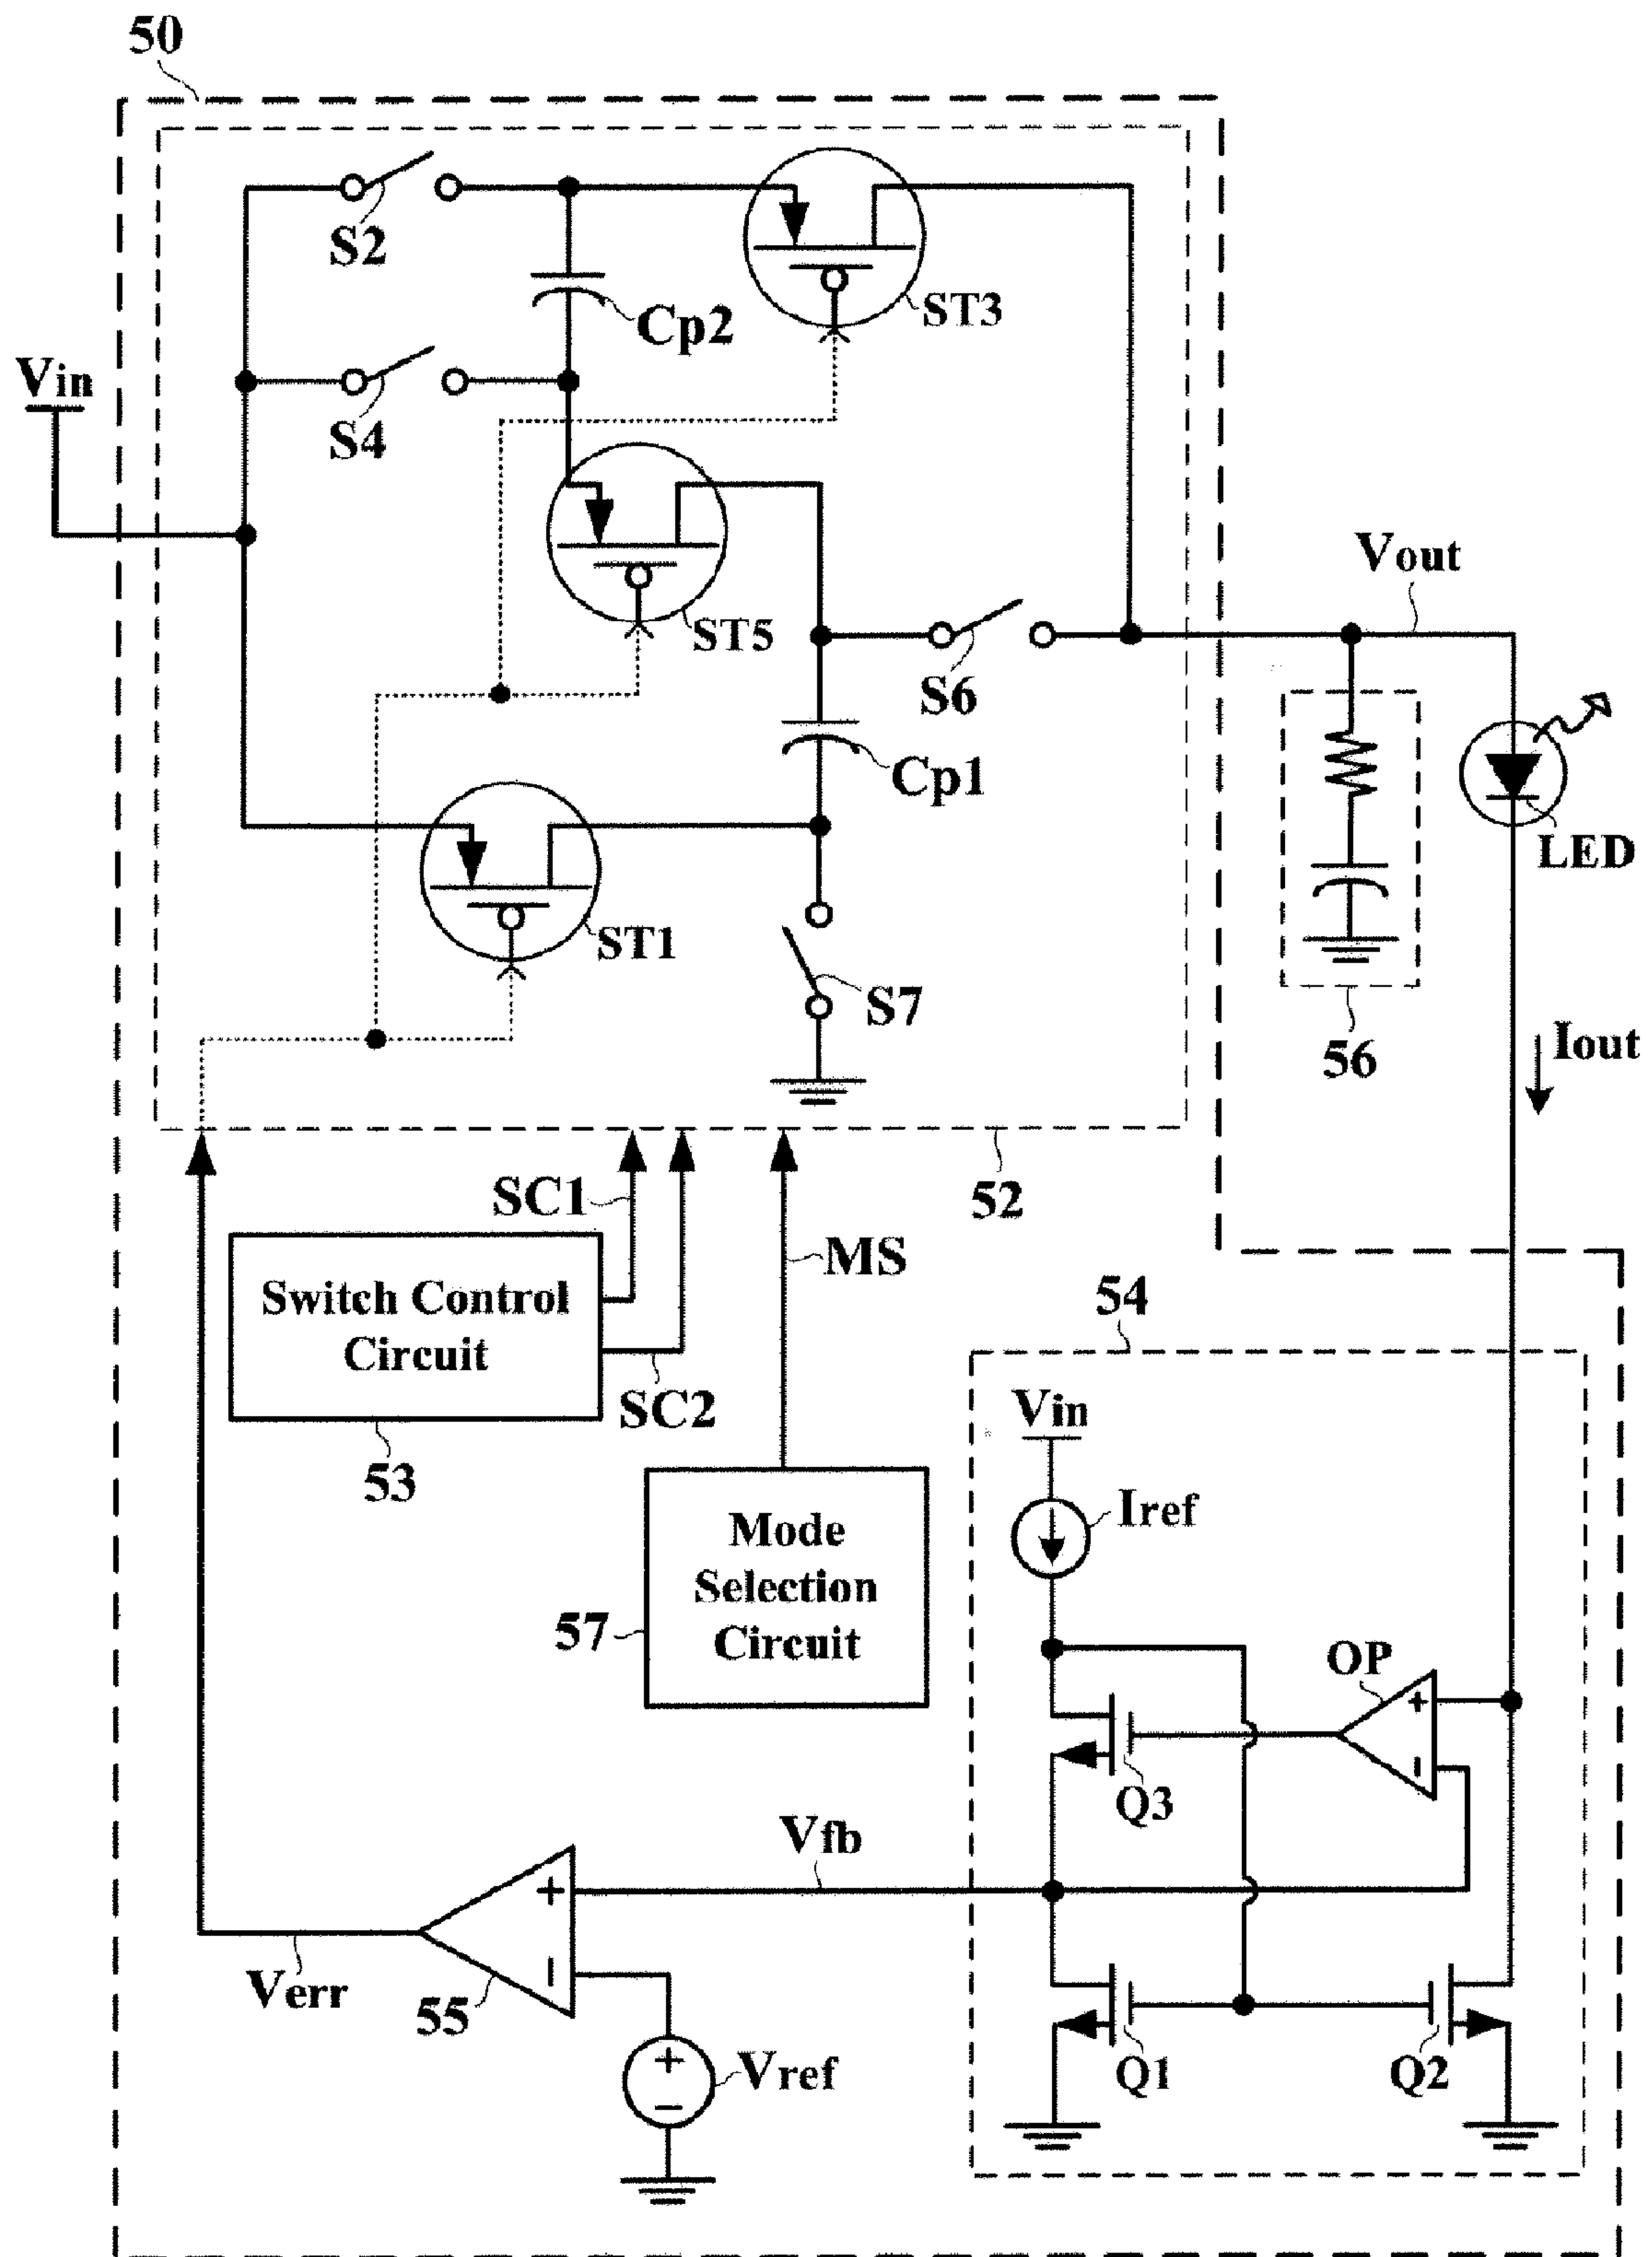 50
S2
Cp2
ST3
Vin
S4
ST5
Vout
S6
Cp1
LED
ST1
S7
56
Iout
SC1
52
MS
Switch Control
Circuit
54
SC2
Vin
53
Iref
Mode
Selection
Circuit
57
OP
+
-
Q3
Vfb
+
-
Verr
55
+
-
Vref
Q1
Q2